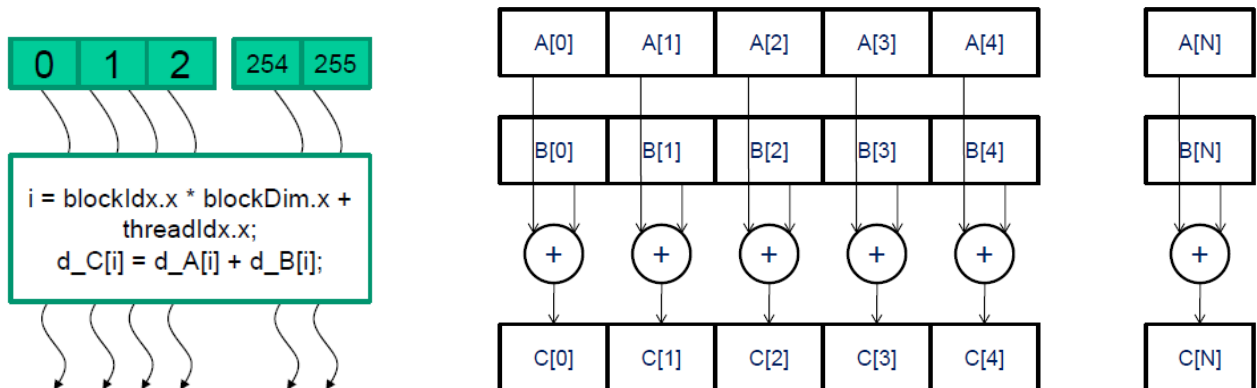 0 1 2 254 255
i = blockIdx.x * blockDim.x +
threadIdx.x;
d_C[i] = d_A[i] + d_B[i];
A[0] A[1] A[2] A[3] A[4] A[N]
B[0] B[1] B[2] B[3] B[4] B[N]
+ + + + + +
C[0] C[1] C[2] C[3] C[4] C[N]